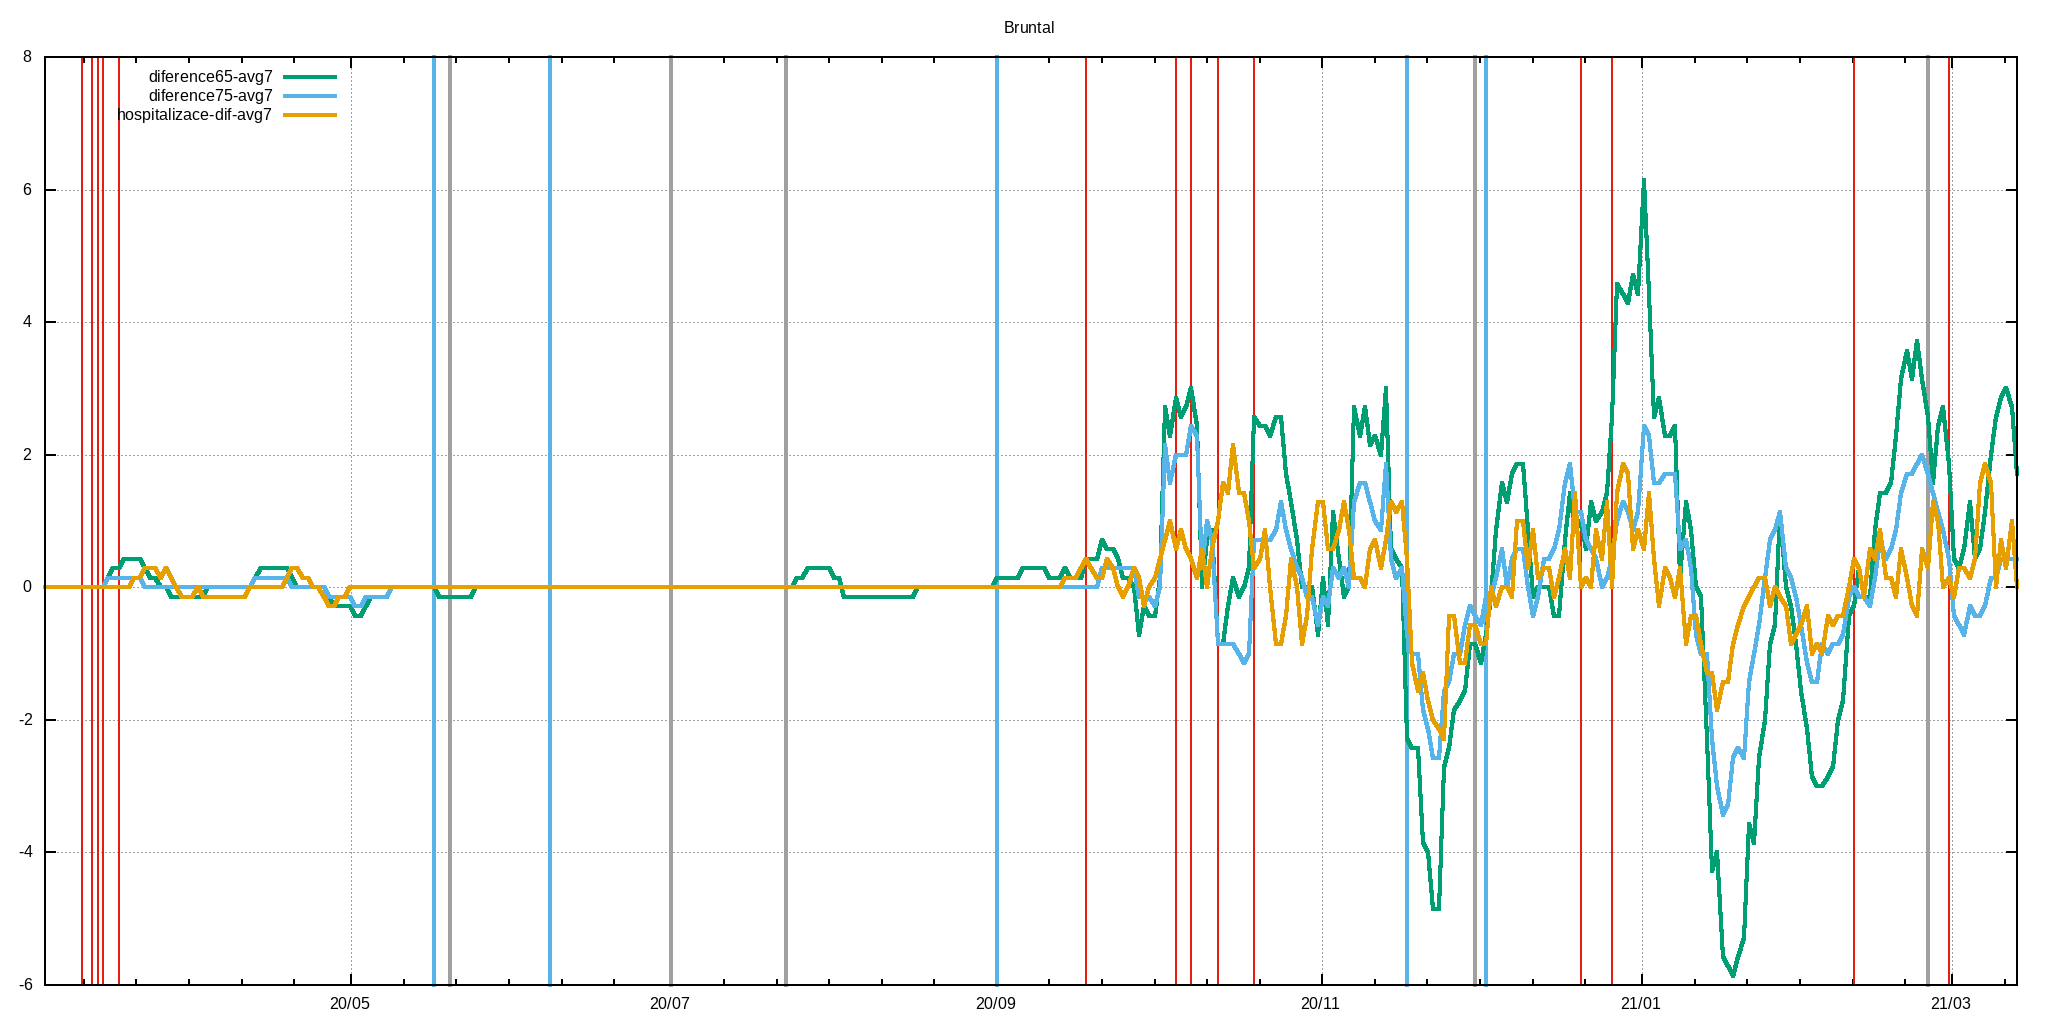 Bruntal
8
diference65-avg7
diference75-avg7
hospitalizace-dif-avg7
6
4
2
0
-2
-4
-6
20/05 20/07 20/09 20/11 21/01 21/03